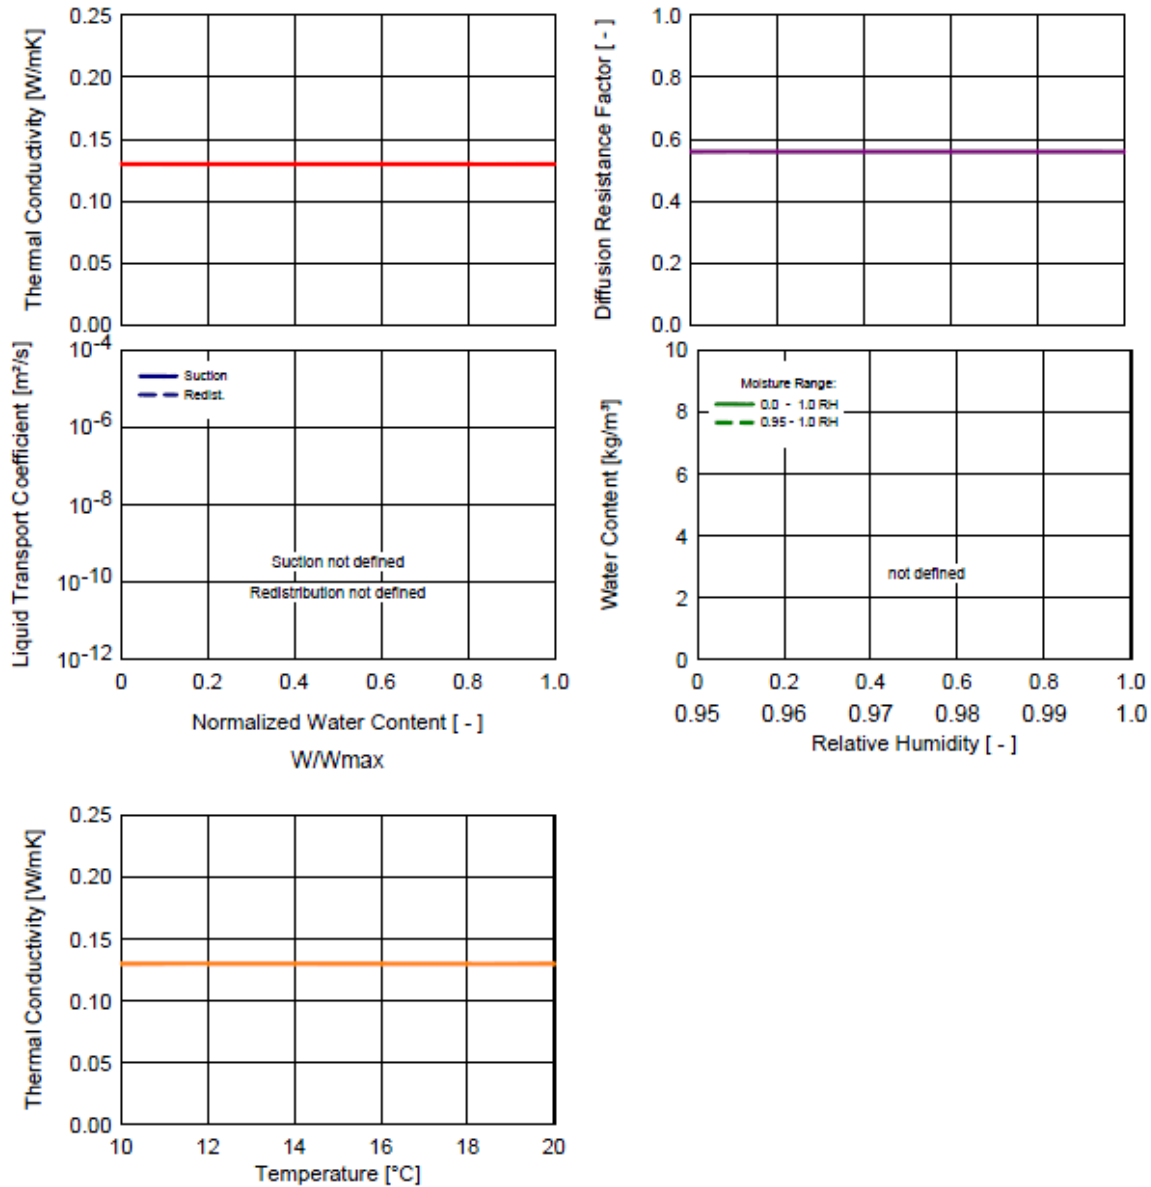 Thermal Conductivity [W/mK]
0.25
0.20
0.15
0.10
0.05
0.00
Diffusion Resistance Factor [ - ]
1.0
0.8
0.6
0.4
0.2
0.0
Liquid Transport Coefficient [m²/s]
10-4
10-6
10-8
10-10
10-12
Suction
Redist.
Suction not defined
Redistribution not defined
0 0.2 0.4 0.6 0.8 1.0
Normalized Water Content [ - ]
W/Wmax
Water Content [kg/m³]
10
8
6
4
2
0
Moisture Range:
0.0 - 1.0 RH
0.95 - 1.0 RH
not defined
0 0.2 0.4 0.6 0.8 1.0
0.95 0.96 0.97 0.98 0.99 1.0
Relative Humidity [ - ]
Thermal Conductivity [W/mK]
0.25
0.20
0.15
0.10
0.05
0.00
10 12 14 16 18 20
Temperature [°C]